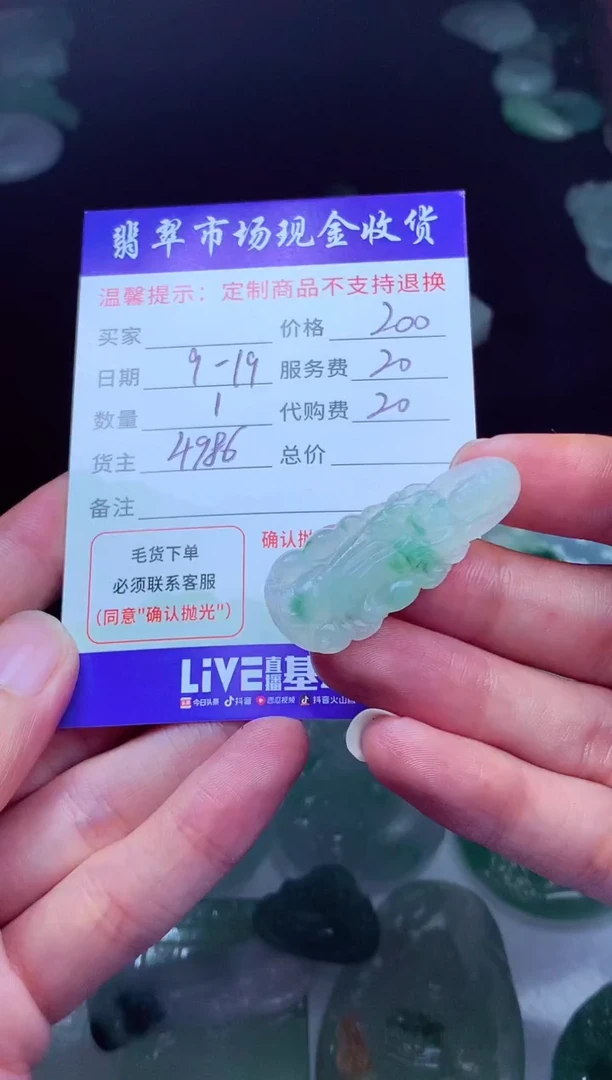 翡翠市场现金收货
温馨提示：定制商品不支持退换
买家 价格 200
日期 9-19 服务费 20
数量 1 代购费 20
货主 4986 总价
备注
毛货下单
必须联系客服
(同意"确认抛光")
确认抛
LiVE直播基
今日头条 抖音 西瓜视频 抖音火山